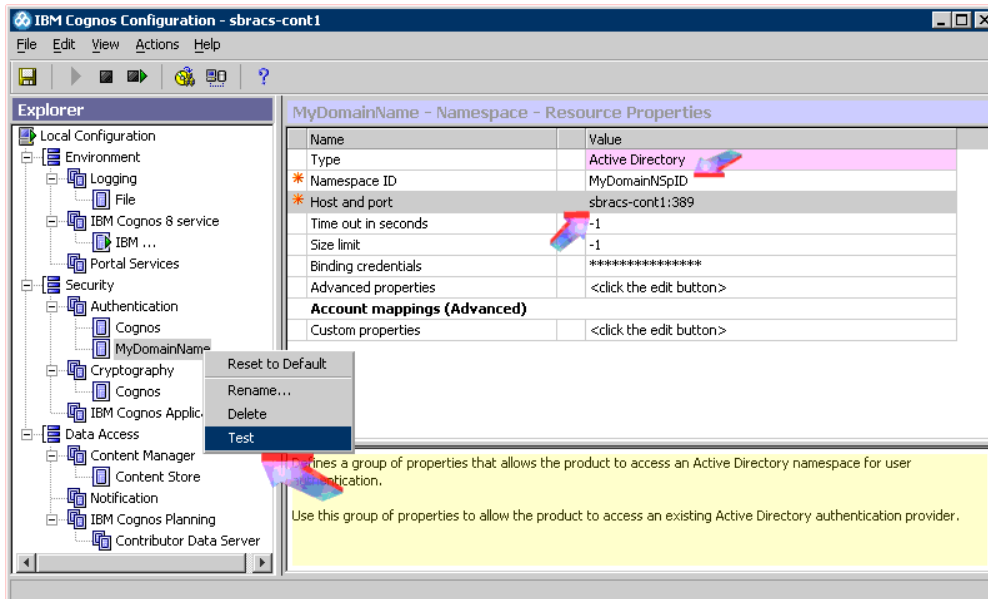 IBM Cognos Configuration - sbracs-cont1
File Edit View Actions Help
Explorer
Local Configuration
Environment
Logging
File
IBM Cognos 8 service
IBM ...
Portal Services
Security
Authentication
Cognos
MyDomainName
Cryptography
Cognos
IBM Cognos Applic
Data Access
Content Manager
Content Store
Notification
IBM Cognos Planning
Contributor Data Server
Reset to Default
Rename...
Delete
Test
MyDomainName - Namespace - Resource Properties
Name Value
Type Active Directory
* Namespace ID MyDomainNSpID
* Host and port sbracs-cont1:389
Time out in seconds -1
Size limit -1
Binding credentials ***************
Advanced properties <click the edit button>
Account mappings (Advanced)
Custom properties <click the edit button>
Defines a group of properties that allows the product to access an Active Directory namespace for user
authentication.
Use this group of properties to allow the product to access an existing Active Directory authentication provider.